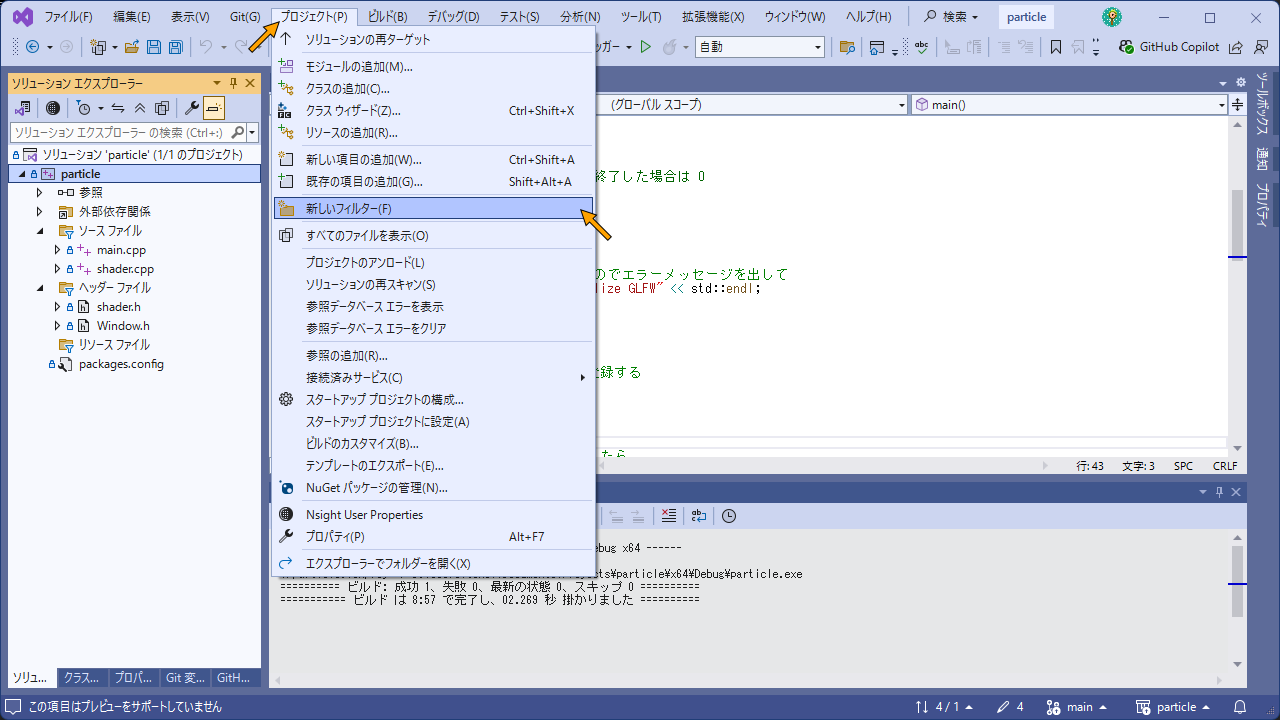 ファイル(F) 編集(E) 表示(V) Git(G) プロジェクト(P) ビルド(B) デバッグ(D) テスト(S) 分析(N) ツール(T) 拡張機能(X) ウィンドウ(W) ヘルプ(H) 検索 particle
ッガー 自動 GitHub Copilot
ソリューション エクスプローラー
ソリューション エクスプローラー の検索 (Ctrl+:)
ソリューション 'particle' (1/1 のプロジェクト)
particle
参照
外部依存関係
ソース ファイル
main.cpp
shader.cpp
ヘッダー ファイル
shader.h
Window.h
リソース ファイル
packages.config
ソリュ... クラス... プロパ... Git 変... GitH...
ソリューションの再ターゲット
モジュールの追加(M)...
クラスの追加(C)...
クラス ウィザード(Z)... Ctrl+Shift+X
リソースの追加(R)...
新しい項目の追加(W)... Ctrl+Shift+A
既存の項目の追加(G)... Shift+Alt+A
新しいフィルター(F)
すべてのファイルを表示(O)
プロジェクトのアンロード(L)
ソリューションの再スキャン(S)
参照データベース エラーを表示
参照データベース エラーをクリア
参照の追加(R)...
接続済みサービス(C)
スタートアップ プロジェクトの構成...
スタートアップ プロジェクトに設定(A)
ビルドのカスタマイズ(B)...
テンプレートのエクスポート(E)...
NuGet パッケージの管理(N)...
Nsight User Properties
プロパティ(P) Alt+F7
エクスプローラーでフォルダーを開く(X)
(グローバル スコープ) main()
終了した場合は 0
のでエラーメッセージを出して
lize GLFW" << std::endl;
録する
たら
行: 43 文字: 3 SPC CRLF
ツールボックス
通知
プロパティ
ebug x64 ------
ets¥particle¥x64¥Debug¥particle.exe
========== ビルド: 成功 1、失敗 0、最新の状態 0、スキップ 0 ==========
=========== ビルド は 8:57 で完了し、02.269 秒 掛かりました ==========
この項目はプレビューをサポートしていません 4 / 1 4 main particle